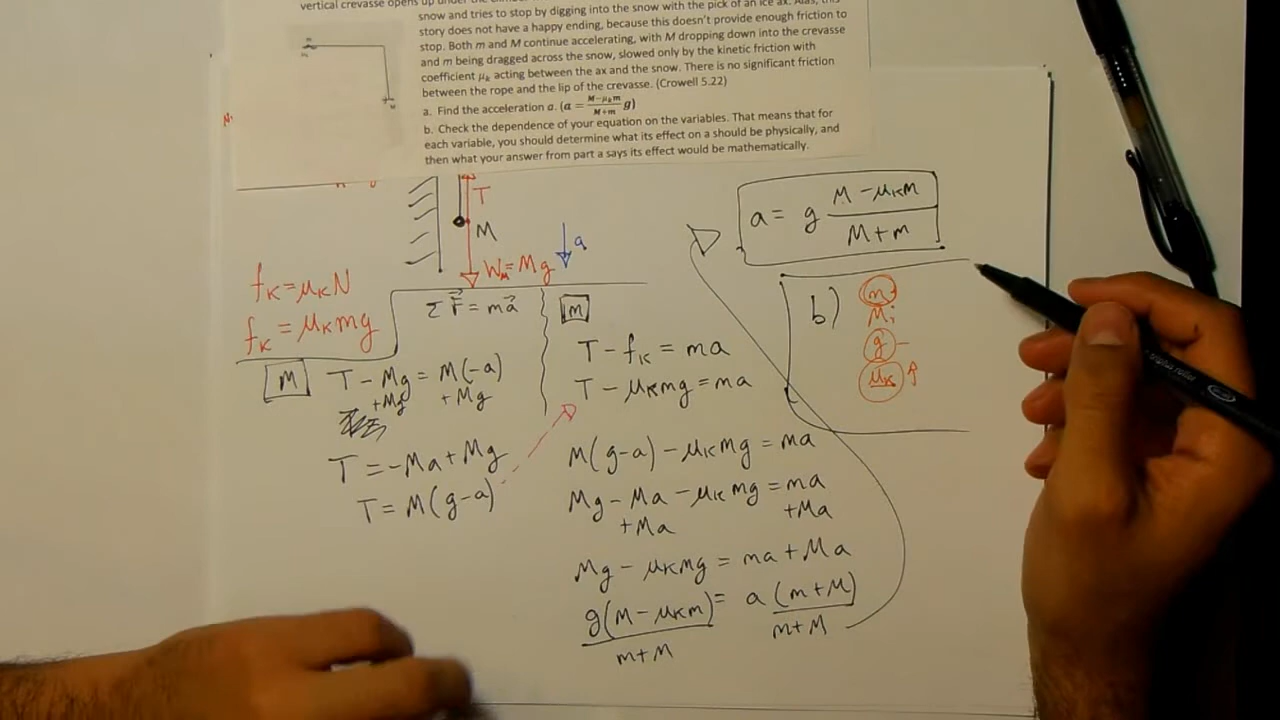 vertical crevasse opens up under the
snow and tries to stop by digging into the snow with the pick of an ice ax. Alas, this
story does not have a happy ending, because this doesn't provide enough friction to
stop. Both m and M continue accelerating, with M dropping down into the crevasse
and m being dragged across the snow, slowed only by the kinetic friction with
coefficient μₖ acting between the ax and the snow. There is no significant friction
between the rope and the lip of the crevasse. (Crowell 5.22)
a. Find the acceleration a. (a = (M−μₖm)/(M+m) g)
b. Check the dependence of your equation on the variables. That means that for
each variable, you should determine what its effect on a should be physically, and
then what your answer from part a says its effect would be mathematically.
T
M
W_M = Mg
a
a = g (M − μₖm)/(M + m)
fₖ = μₖN
fₖ = μₖmg
Σ F⃗ = ma⃗
M
T − Mg = M(−a)
+Mg +Mg
T = −Ma + Mg
T = M(g−a)
m
T − fₖ = ma
T − μₖmg = ma
M(g−a) − μₖmg = ma
Mg − Ma − μₖmg = ma
+Ma +Ma
Mg − μₖmg = ma + Ma
g(M − μₖm)/(m+M) = a(m+M)/(m+M)
b)
m
M
g −
μₖ ↑